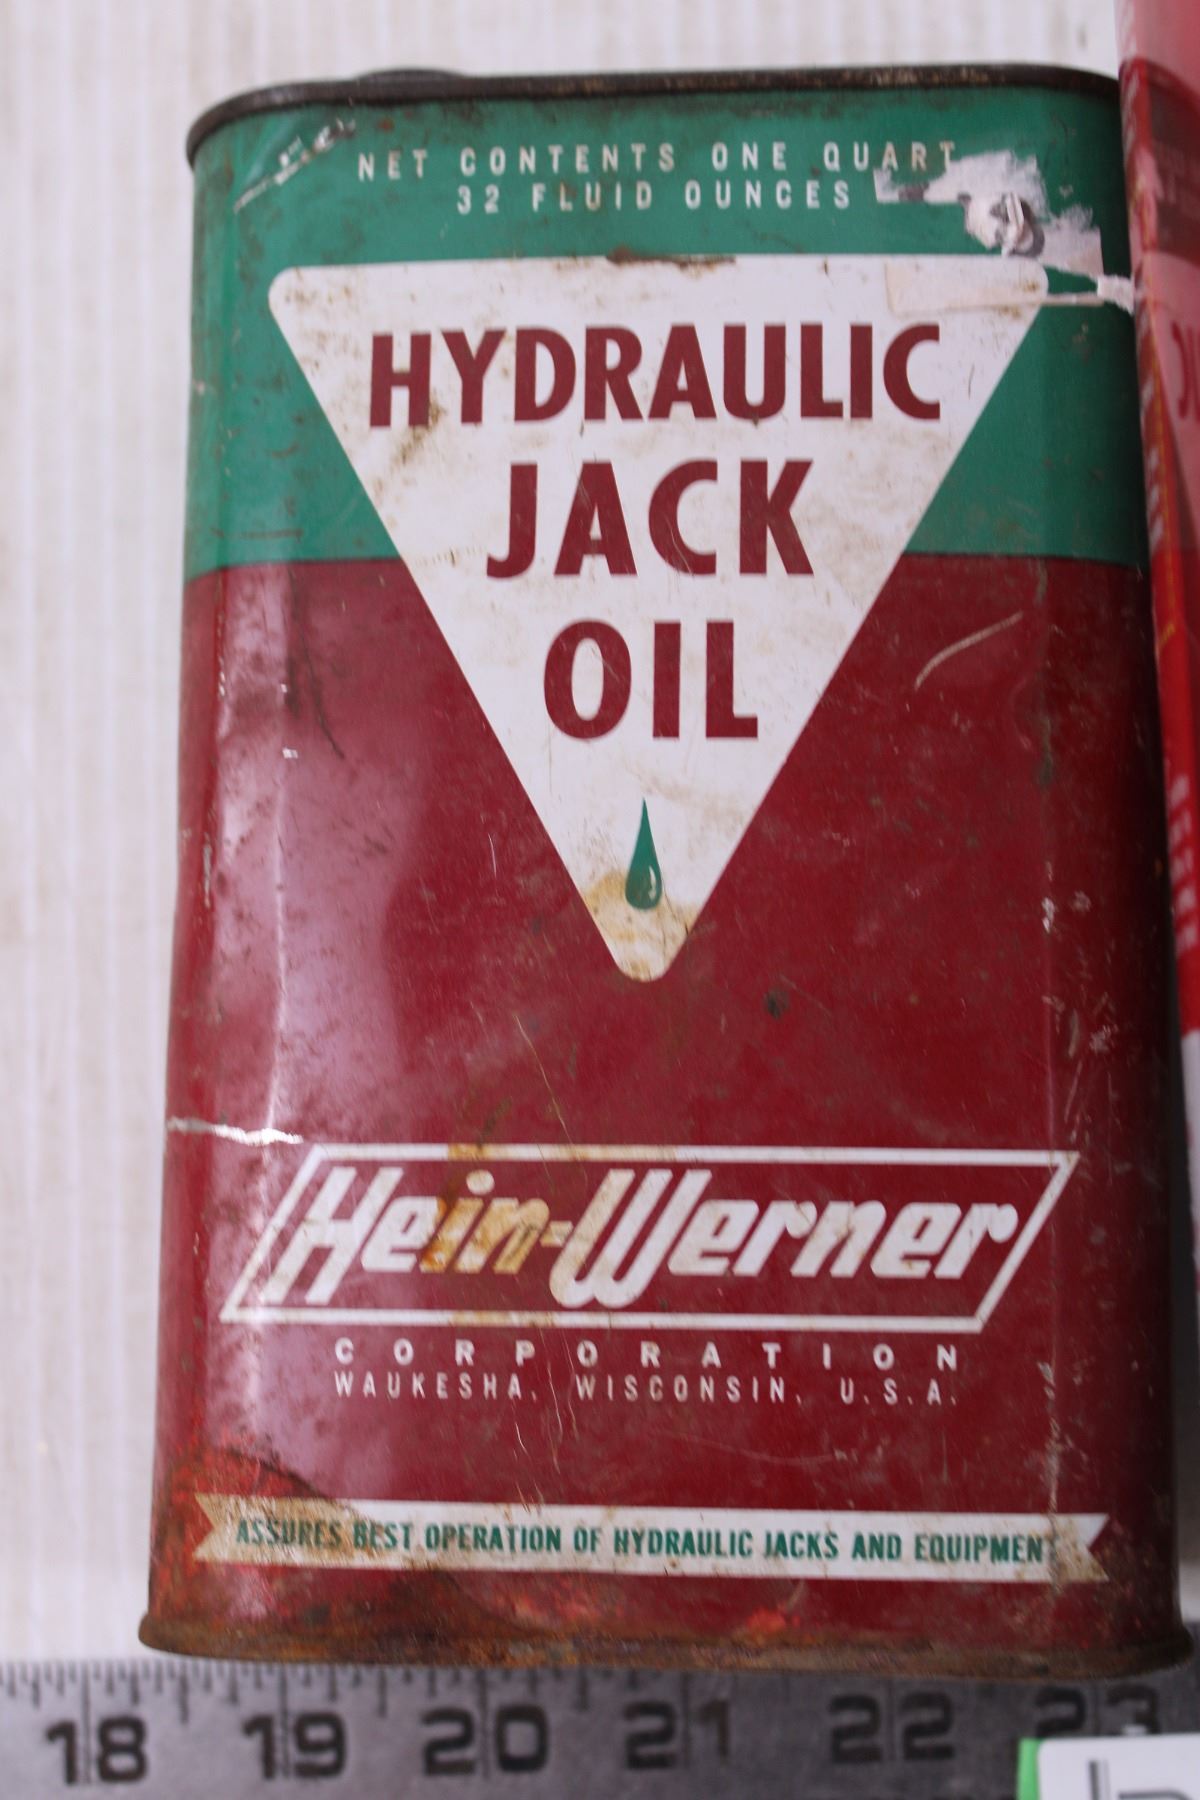 NET CONTENTS ONE QUART
32 FLUID OUNCES
HYDRAULIC
JACK
OIL
Hein-Werner
CORPORATION
WAUKESHA, WISCONSIN, U.S.A.
ASSURES BEST OPERATION OF HYDRAULIC JACKS AND EQUIPMENT
18 19 20 21 22 23